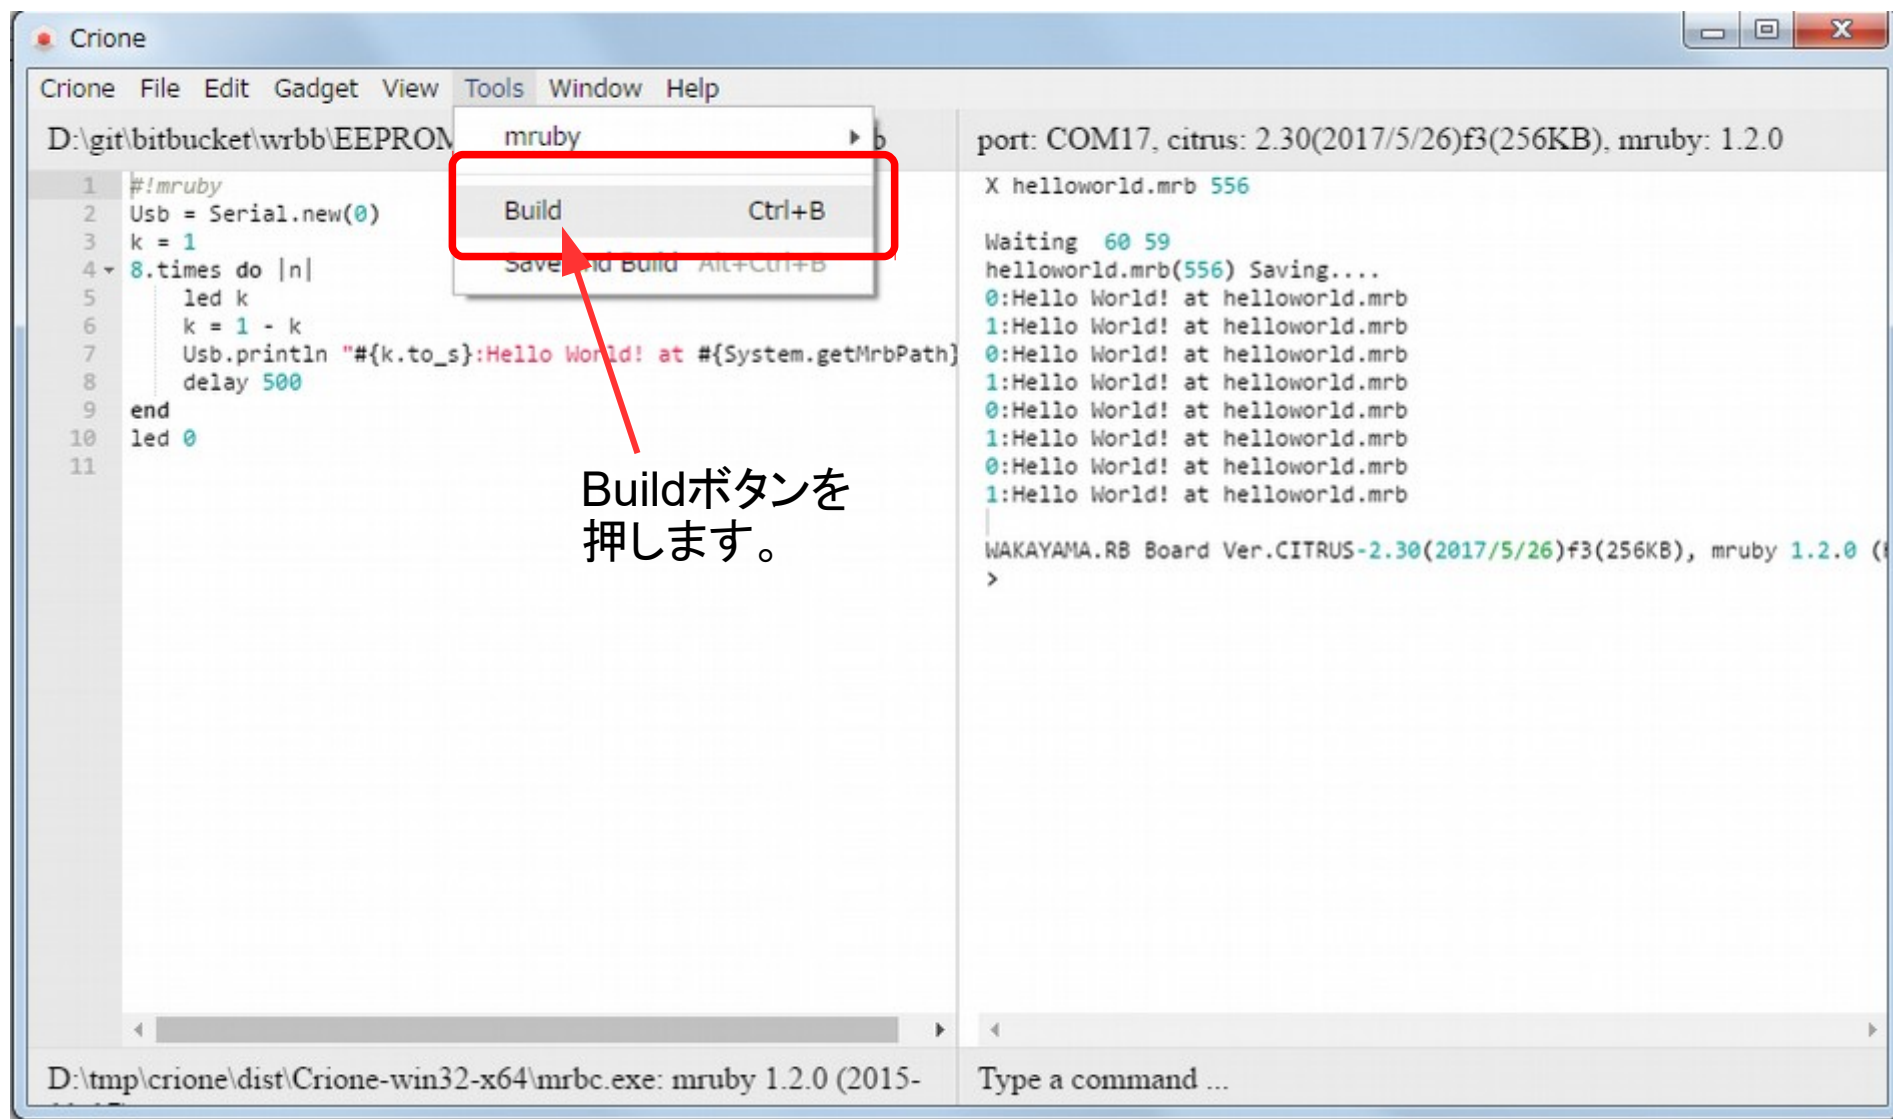 Crione
Crione File Edit Gadget View Tools Window Help
D:\git\bitbucket\wrbb\EEPROM
mruby
Build Ctrl+B
Save and Build Alt+Ctrl+B
1 #!mruby
2 Usb = Serial.new(0)
3 k = 1
4 8.times do |n|
5 led k
6 k = 1 - k
7 Usb.println "#{k.to_s}:Hello World! at #{System.getMrbPath}
8 delay 500
9 end
10 led 0
11
Buildボタンを
押します。
D:\tmp\crione\dist\Crione-win32-x64\mrbc.exe: mruby 1.2.0 (2015-
port: COM17, citrus: 2.30(2017/5/26)f3(256KB), mruby: 1.2.0
X helloworld.mrb 556
Waiting 60 59
helloworld.mrb(556) Saving....
0:Hello World! at helloworld.mrb
1:Hello World! at helloworld.mrb
0:Hello World! at helloworld.mrb
1:Hello World! at helloworld.mrb
0:Hello World! at helloworld.mrb
1:Hello World! at helloworld.mrb
0:Hello World! at helloworld.mrb
1:Hello World! at helloworld.mrb
WAKAYAMA.RB Board Ver.CITRUS-2.30(2017/5/26)f3(256KB), mruby 1.2.0 (
>
Type a command ...